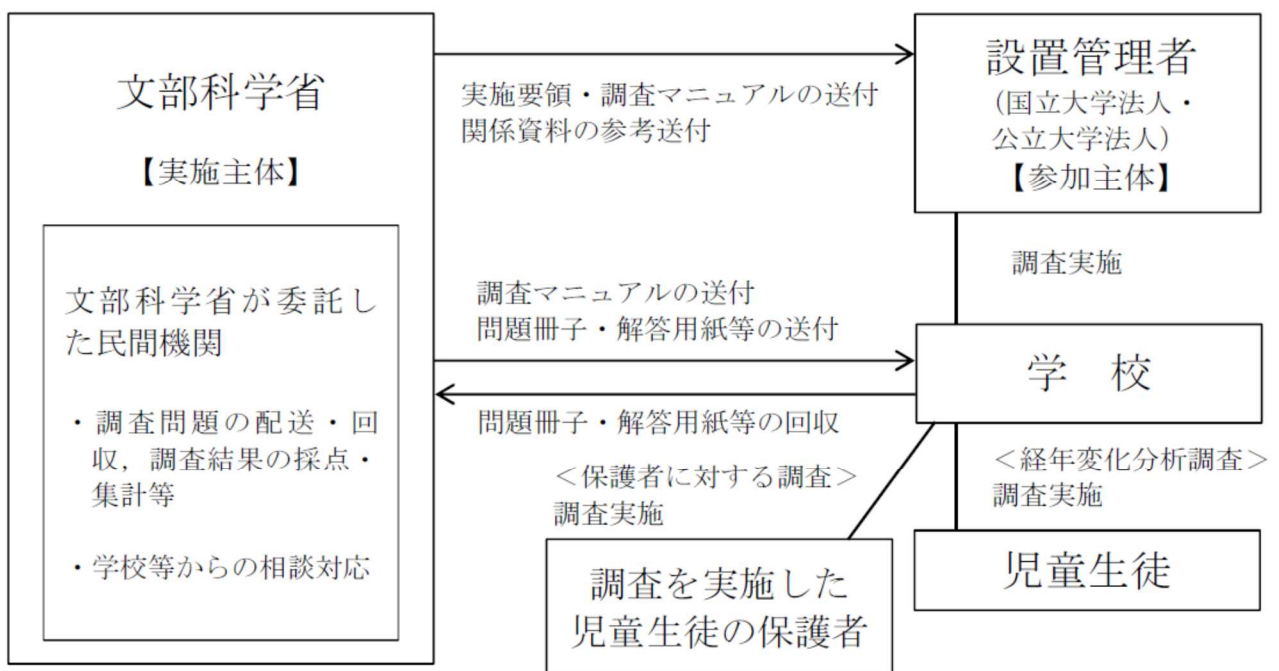 文部科学省
【実施主体】
文部科学省が委託し
た民間機関
・調査問題の配送・回
収，調査結果の採点・
集計等
・学校等からの相談対応
実施要領・調査マニュアルの送付
関係資料の参考送付
設置管理者
（国立大学法人・
公立大学法人）
【参加主体】
調査実施
調査マニュアルの送付
問題冊子・解答用紙等の送付
学　校
問題冊子・解答用紙等の回収
＜保護者に対する調査＞
調査実施
＜経年変化分析調査＞
調査実施
調査を実施した
児童生徒の保護者
児童生徒